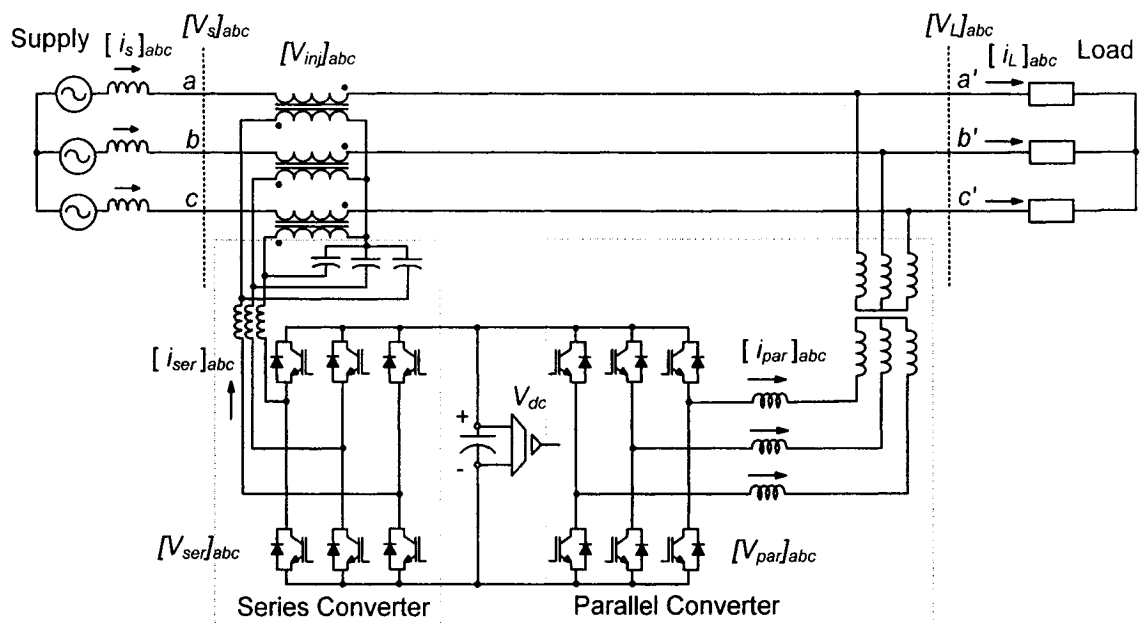 Supply
[ i_s ]_abc
[V_s]_abc
[V_inj]_abc
[V_L]_abc
[ i_L ]_abc
Load
a
a'
b
b'
c
c'
[ i_ser ]_abc
V_dc
+
-
[ i_par ]_abc
[V_ser]_abc
[V_par]_abc
Series Converter
Parallel Converter